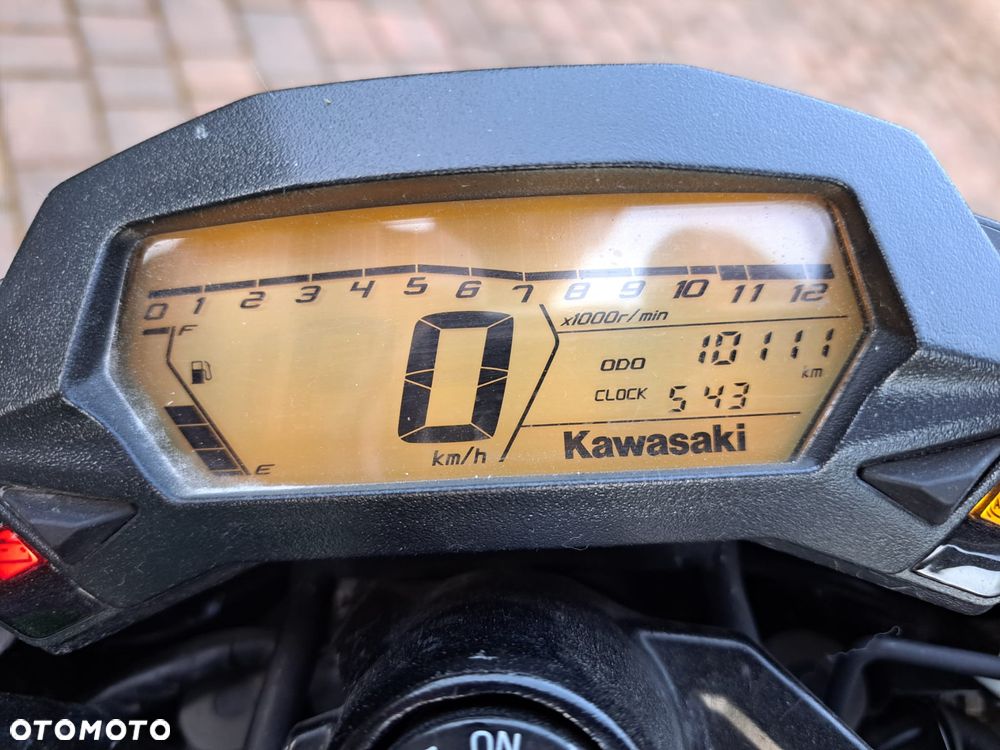 0 1 2 3 4 5 6 7 8 9 10 11 12
x1000r/min
F
0
km/h
E
ODO 10111 km
CLOCK 5 43
Kawasaki
ON
OTOMOTO